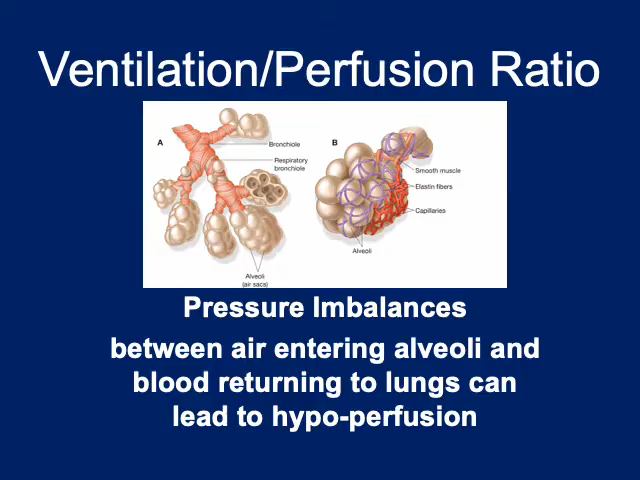 Ventilation/Perfusion Ratio
A
B
Bronchiole
Respiratory
bronchiole
Smooth muscle
Elastin fibers
Capillaries
Alveoli
Alveoli
(air sacs)
Pressure Imbalances
between air entering alveoli and
blood returning to lungs can
lead to hypo-perfusion